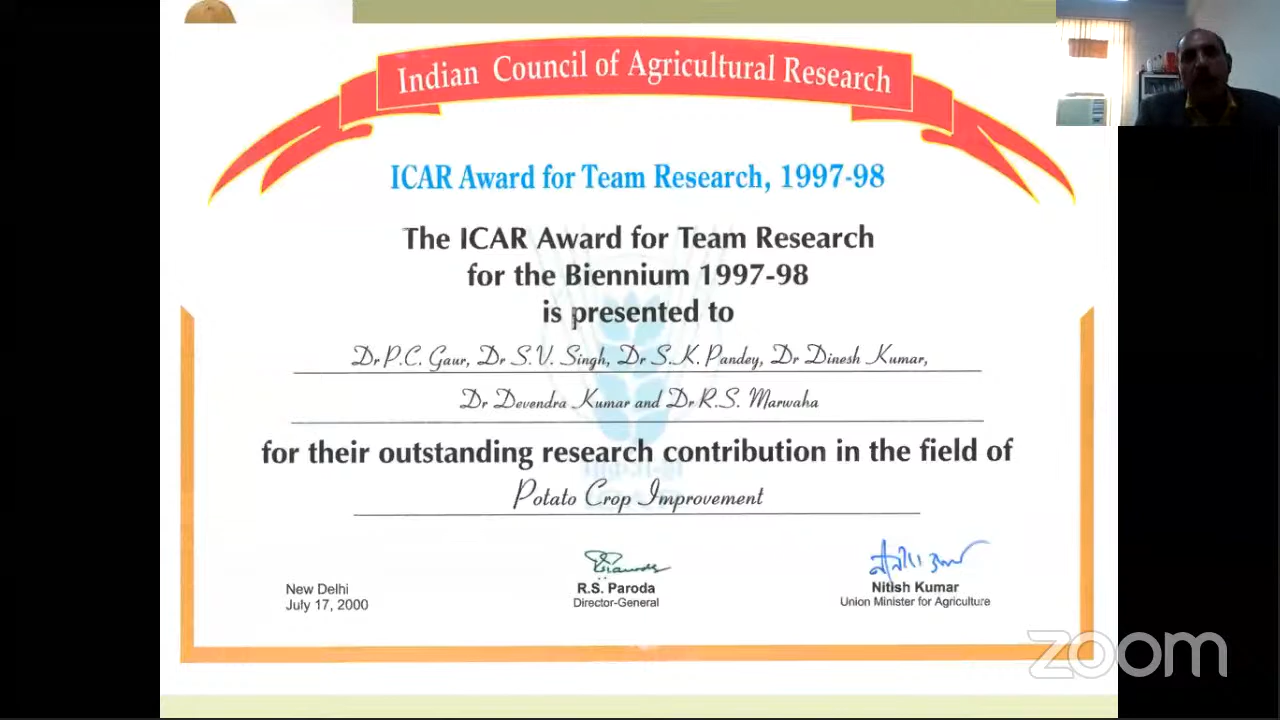 Indian Council of Agricultural Research
ICAR Award for Team Research, 1997-98
The ICAR Award for Team Research
for the Biennium 1997-98
is presented to
Dr P.C. Gaur, Dr S.V. Singh, Dr S.K. Pandey, Dr Dinesh Kumar,
Dr Devendra Kumar and Dr R.S. Marwaha
for their outstanding research contribution in the field of
Potato Crop Improvement
New Delhi
July 17, 2000
R.S. Paroda
Director-General
Nitish Kumar
Union Minister for Agriculture
zoom